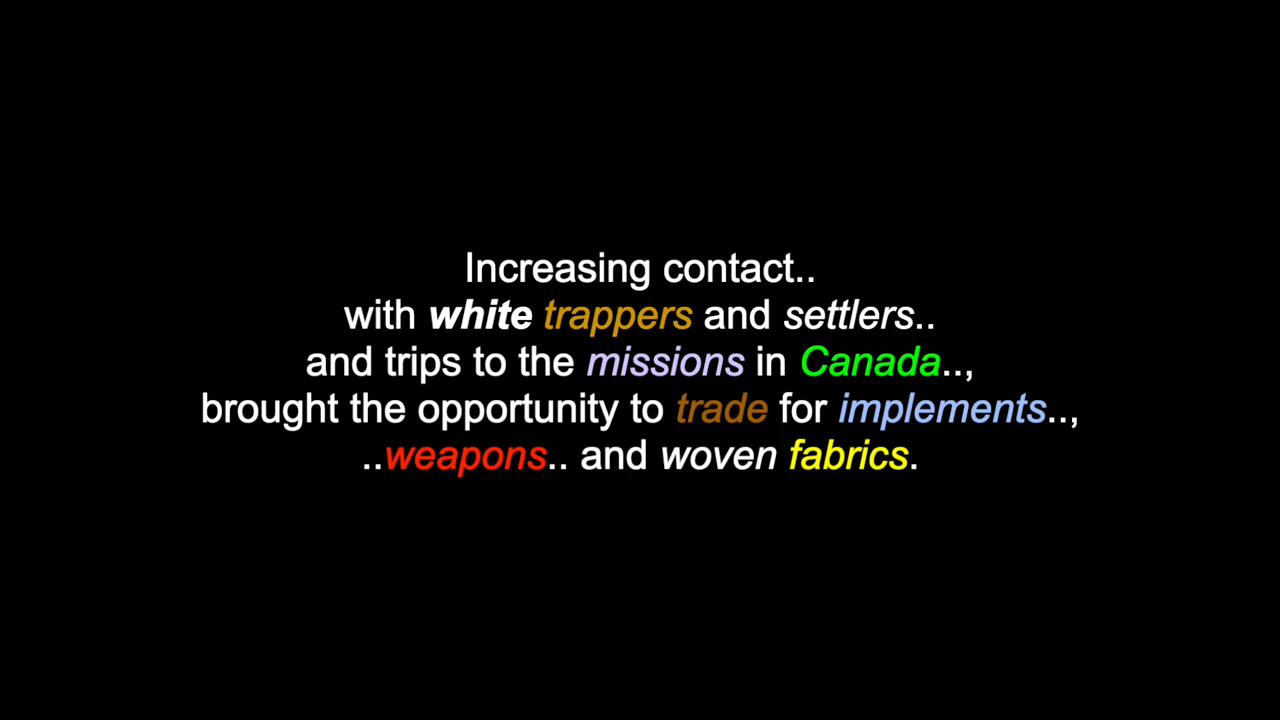 Increasing contact..
with white trappers and settlers..
and trips to the missions in Canada..,
brought the opportunity to trade for implements..,
..weapons.. and woven fabrics.